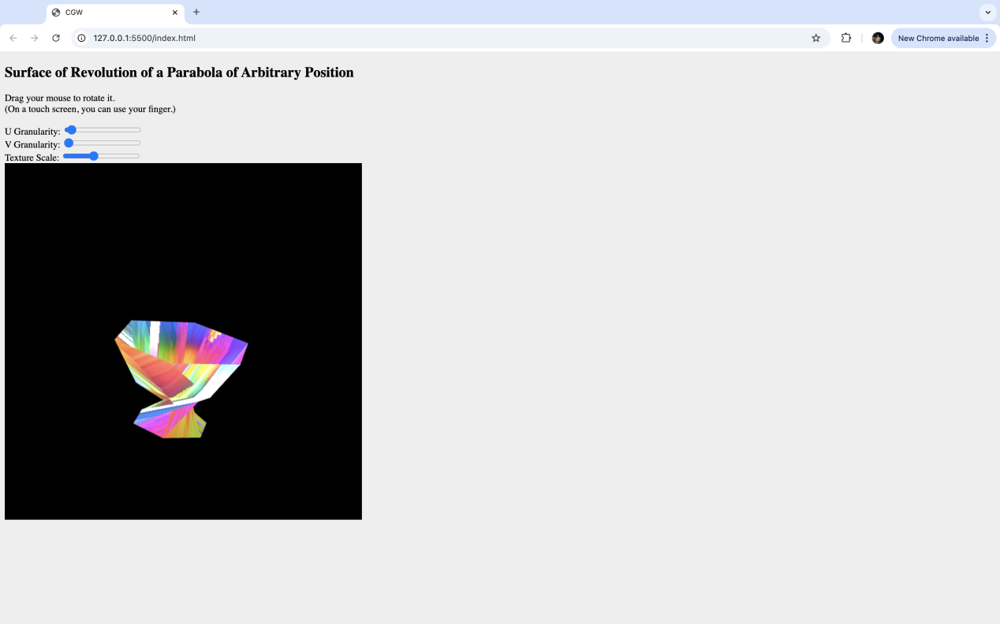 CGW
127.0.0.1:5500/index.html
New Chrome available
Surface of Revolution of a Parabola of Arbitrary Position
Drag your mouse to rotate it.
(On a touch screen, you can use your finger.)
U Granularity:
V Granularity:
Texture Scale: